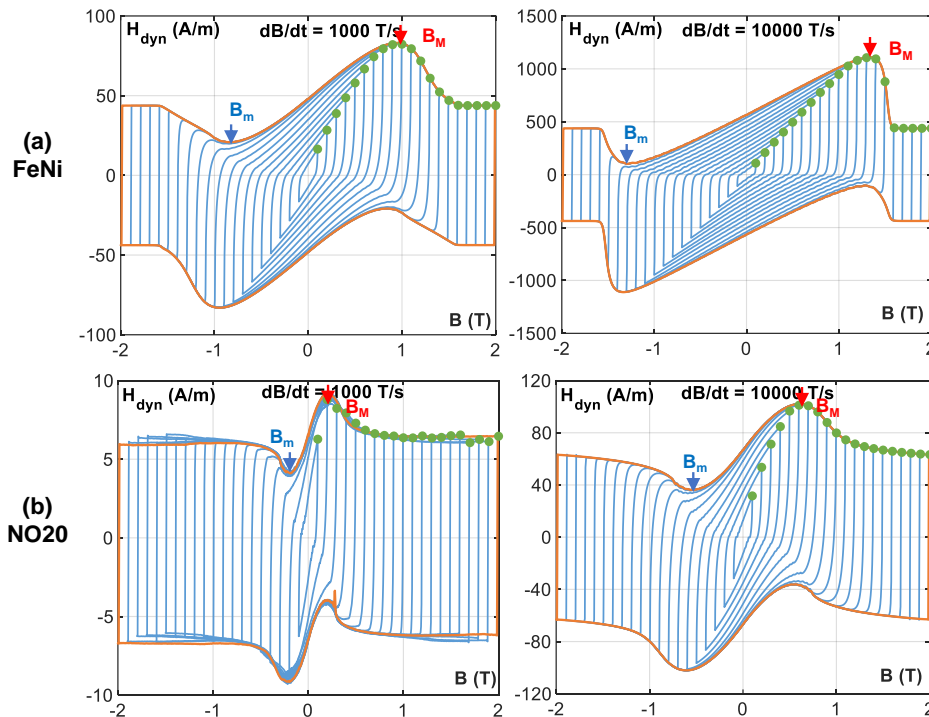 H_dyn (A/m) dB/dt = 1000 T/s
100
50
0
-50
-100
-2 -1 0 1 2
B_m
B_M
B (T)
H_dyn (A/m) dB/dt = 10000 T/s
1500
1000
500
0
-500
-1000
-1500
-2 -1 0 1 2
B_m
B_M
B (T)
(a)
FeNi
H_dyn (A/m) dB/dt = 1000 T/s
10
5
0
-5
-10
-2 -1 0 1 2
B_m
B_M
B (T)
H_dyn (A/m) dB/dt = 10000 T/s
120
80
40
0
-40
-80
-120
-2 -1 0 1 2
B_m
B_M
B (T)
(b)
NO20